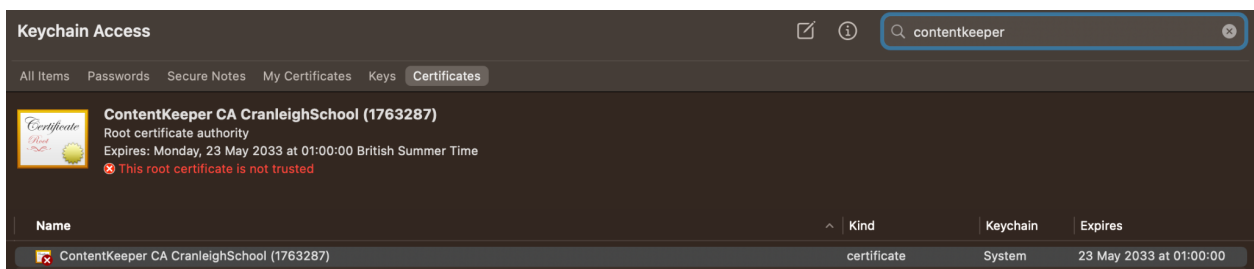 Keychain Access
contentkeeper
All Items Passwords Secure Notes My Certificates Keys Certificates
Certificate
Root
ContentKeeper CA CranleighSchool (1763287)
Root certificate authority
Expires: Monday, 23 May 2033 at 01:00:00 British Summer Time
This root certificate is not trusted
Name Kind Keychain Expires
ContentKeeper CA CranleighSchool (1763287) certificate System 23 May 2033 at 01:00:00